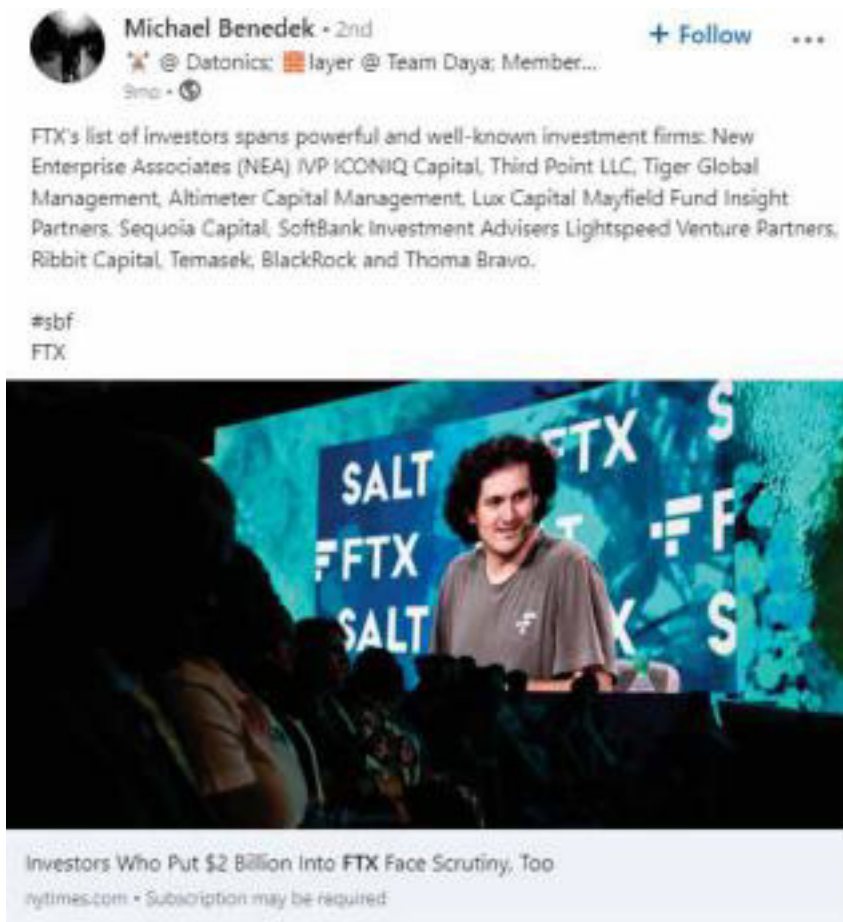 Michael Benedek • 2nd
+ Follow ...
@ Datonics; layer @ Team Daya; Member...
9mo •
FTX's list of investors spans powerful and well-known investment firms: New
Enterprise Associates (NEA) IVP ICONIQ Capital, Third Point LLC, Tiger Global
Management, Altimeter Capital Management, Lux Capital Mayfield Fund Insight
Partners, Sequoia Capital, SoftBank Investment Advisers Lightspeed Venture Partners,
Ribbit Capital, Temasek, BlackRock and Thoma Bravo.
#sbf
FTX
SALT
FTX
S
FTX
F
SALT
X
S
Investors Who Put $2 Billion Into FTX Face Scrutiny, Too
nytimes.com • Subscription may be required